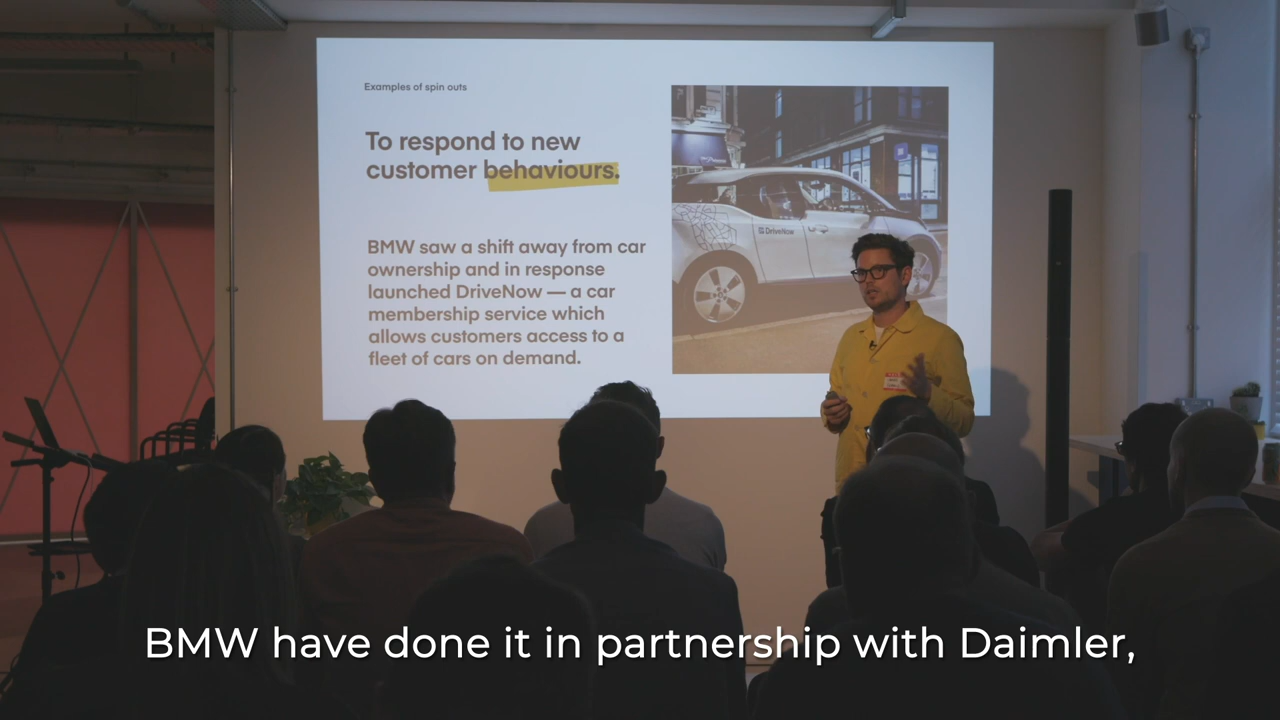 Examples of spin outs
To respond to new
customer behaviours.
BMW saw a shift away from car
ownership and in response
launched DriveNow — a car
membership service which
allows customers access to a
fleet of cars on demand.
DriveNow
BMW have done it in partnership with Daimler,